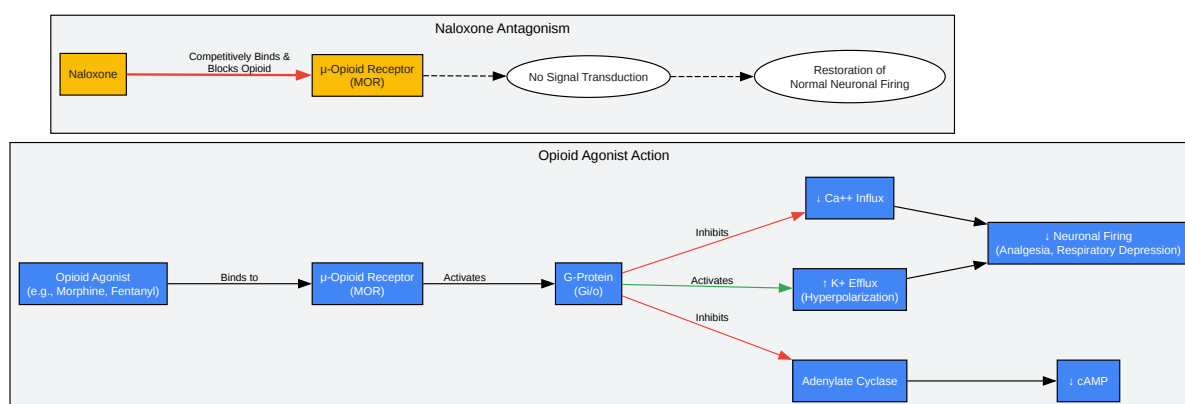 Naloxone Antagonism
Naloxone
Competitively Binds &
Blocks Opioid
μ-Opioid Receptor
(MOR)
No Signal Transduction
Restoration of
Normal Neuronal Firing
Opioid Agonist Action
Opioid Agonist
(e.g., Morphine, Fentanyl)
Binds to
μ-Opioid Receptor
(MOR)
Activates
G-Protein
(Gi/o)
Inhibits
↓ Ca++ Influx
Activates
↑ K+ Efflux
(Hyperpolarization)
↓ Neuronal Firing
(Analgesia, Respiratory Depression)
Inhibits
Adenylate Cyclase
↓ cAMP